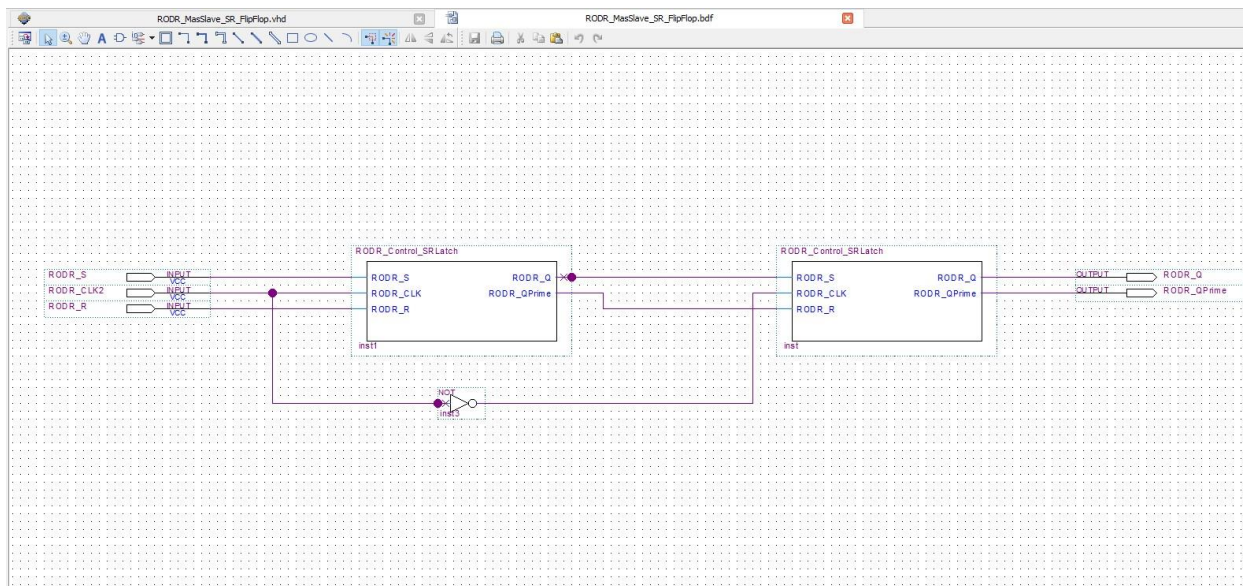 RODR_MasSlave_SR_FlipFlop.vhd
RODR_MasSlave_SR_FlipFlop.bdf
A
RODR_Control_SRLatch
RODR_Control_SRLatch
RODR_S INPUT
VCC
RODR_CLK2 INPUT
VCC
RODR_R INPUT
VCC
RODR_S RODR_Q
RODR_CLK RODR_QPrime
RODR_R
inst1
RODR_S RODR_Q
RODR_CLK RODR_QPrime
RODR_R
inst
OUTPUT RODR_Q
OUTPUT RODR_QPrime
NOT
inst3